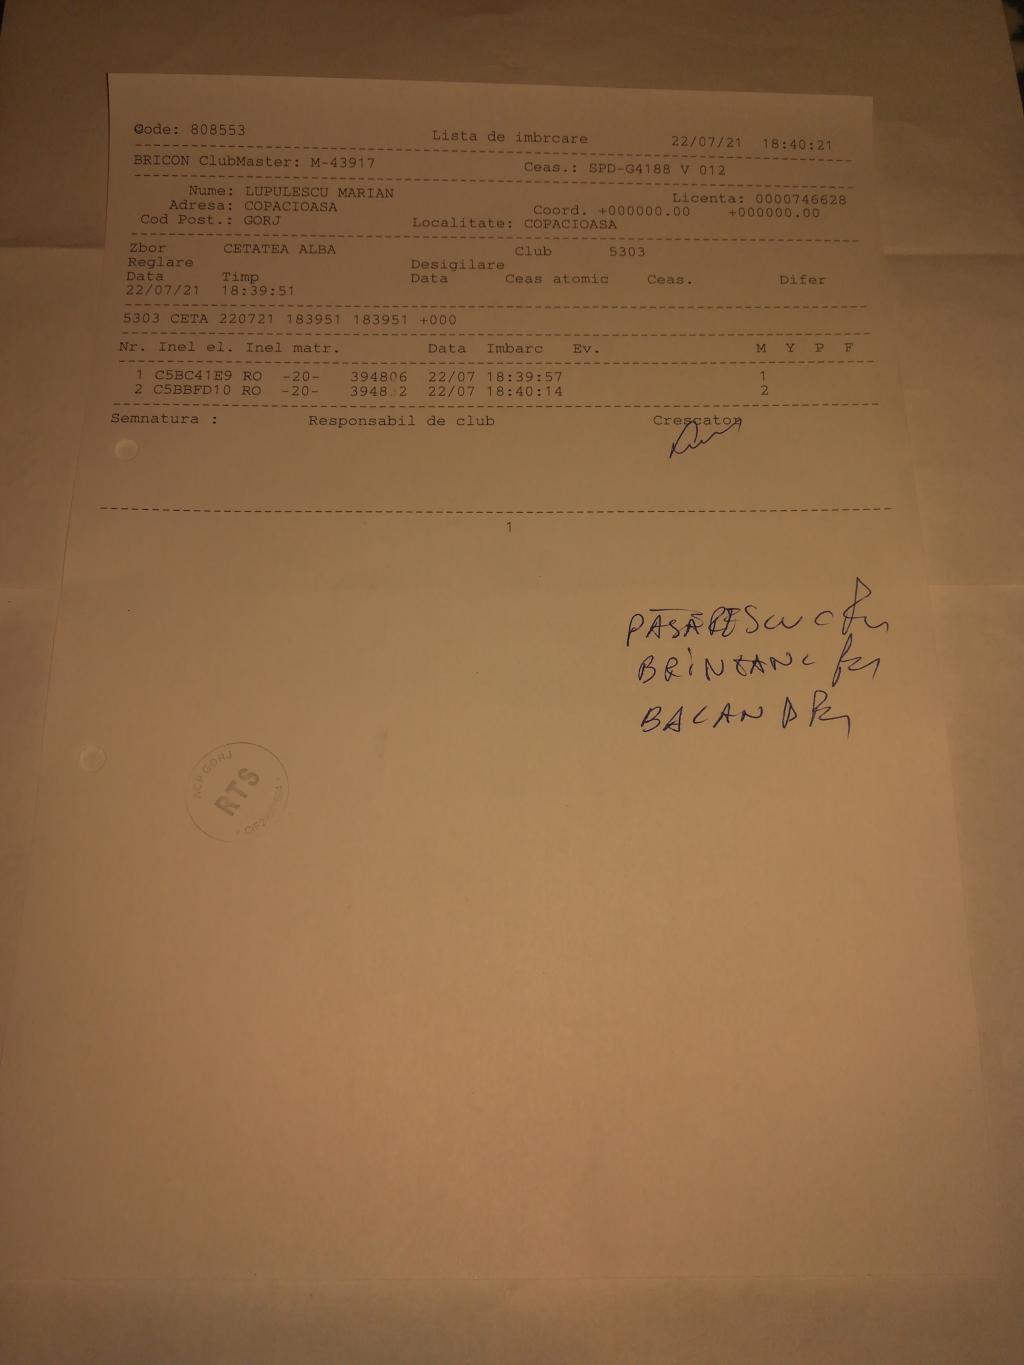 Code: 808553 Lista de imbrcare 22/07/21 18:40:21
BRICON ClubMaster: M-43917 Ceas.: SPD-G4188 V 012
Nume: LUPULESCU MARIAN Licenta: 0000746628
Adresa: COPACIOASA Coord. +000000.00 +000000.00
Cod Post.: GORJ Localitate: COPACIOASA
Zbor CETATEA ALBA Club 5303
Reglare Desigilare
Data Timp Data Ceas atomic Ceas. Difer
22/07/21 18:39:51
5303 CETA 220721 183951 183951 +000
Nr. Inel el. Inel matr. Data Imbarc Ev. M Y P F
1 C5BC41E9 RO -20- 394806 22/07 18:39:57 1
2 C5BBFD10 RO -20- 22/07 18:40:14 2
Semnatura : Responsabil de club Crescator
1
PĂSĂRESCU C
BRÎNZAN C
BACAN D
ACP GORJ
RTS